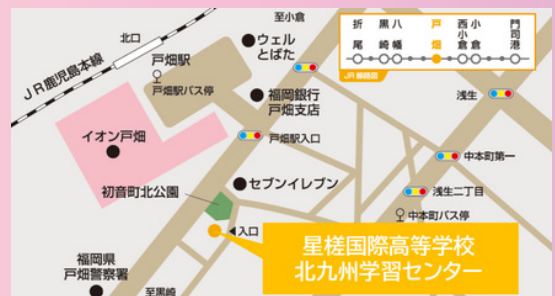 至小倉
北口
戸畑駅
JR鹿児島本線
戸畑駅バス停
ウェル
とばた
福岡銀行
戸畑支店
折尾
黒崎
八幡
戸畑
西小倉
小倉
門司港
JR線路図
浅生
戸畑駅入口
中本町第一
イオン戸畑
セブンイレブン
浅生二丁目
初音町北公園
中本町バス停
入口
星槎国際高等学校
北九州学習センター
福岡県
戸畑警察署
至黒崎